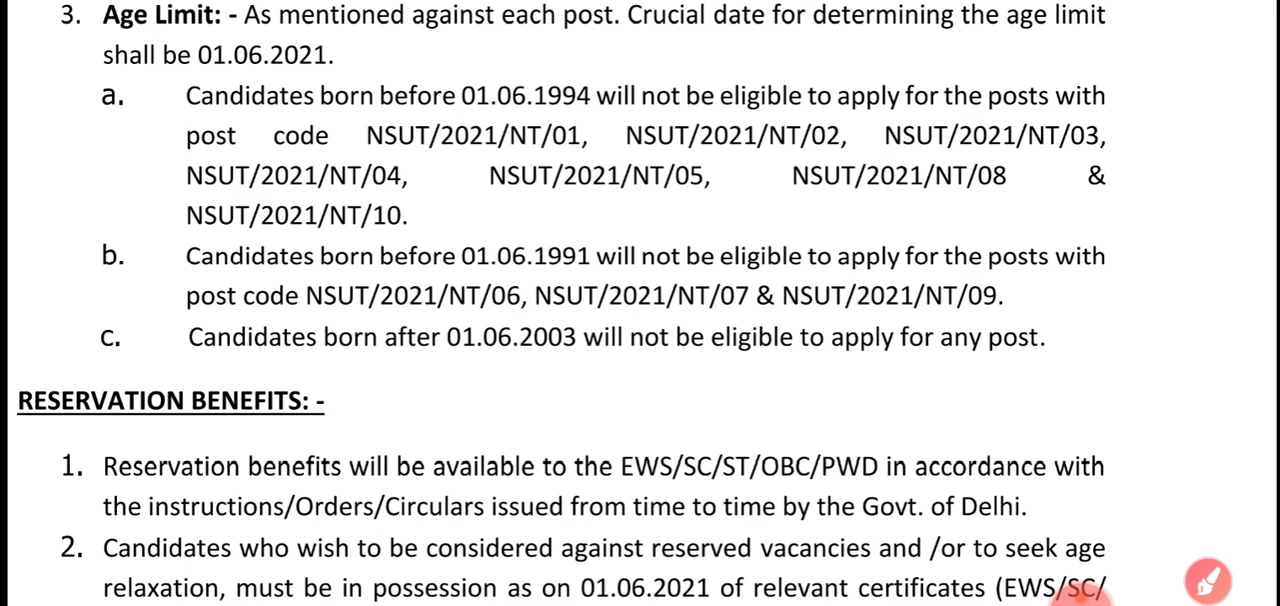 3. Age Limit: - As mentioned against each post. Crucial date for determining the age limit
shall be 01.06.2021.
a. Candidates born before 01.06.1994 will not be eligible to apply for the posts with
post code NSUT/2021/NT/01, NSUT/2021/NT/02, NSUT/2021/NT/03,
NSUT/2021/NT/04, NSUT/2021/NT/05, NSUT/2021/NT/08 &
NSUT/2021/NT/10.
b. Candidates born before 01.06.1991 will not be eligible to apply for the posts with
post code NSUT/2021/NT/06, NSUT/2021/NT/07 & NSUT/2021/NT/09.
c. Candidates born after 01.06.2003 will not be eligible to apply for any post.
RESERVATION BENEFITS: -
1. Reservation benefits will be available to the EWS/SC/ST/OBC/PWD in accordance with
the instructions/Orders/Circulars issued from time to time by the Govt. of Delhi.
2. Candidates who wish to be considered against reserved vacancies and /or to seek age
relaxation, must be in possession as on 01.06.2021 of relevant certificates (EWS/SC/